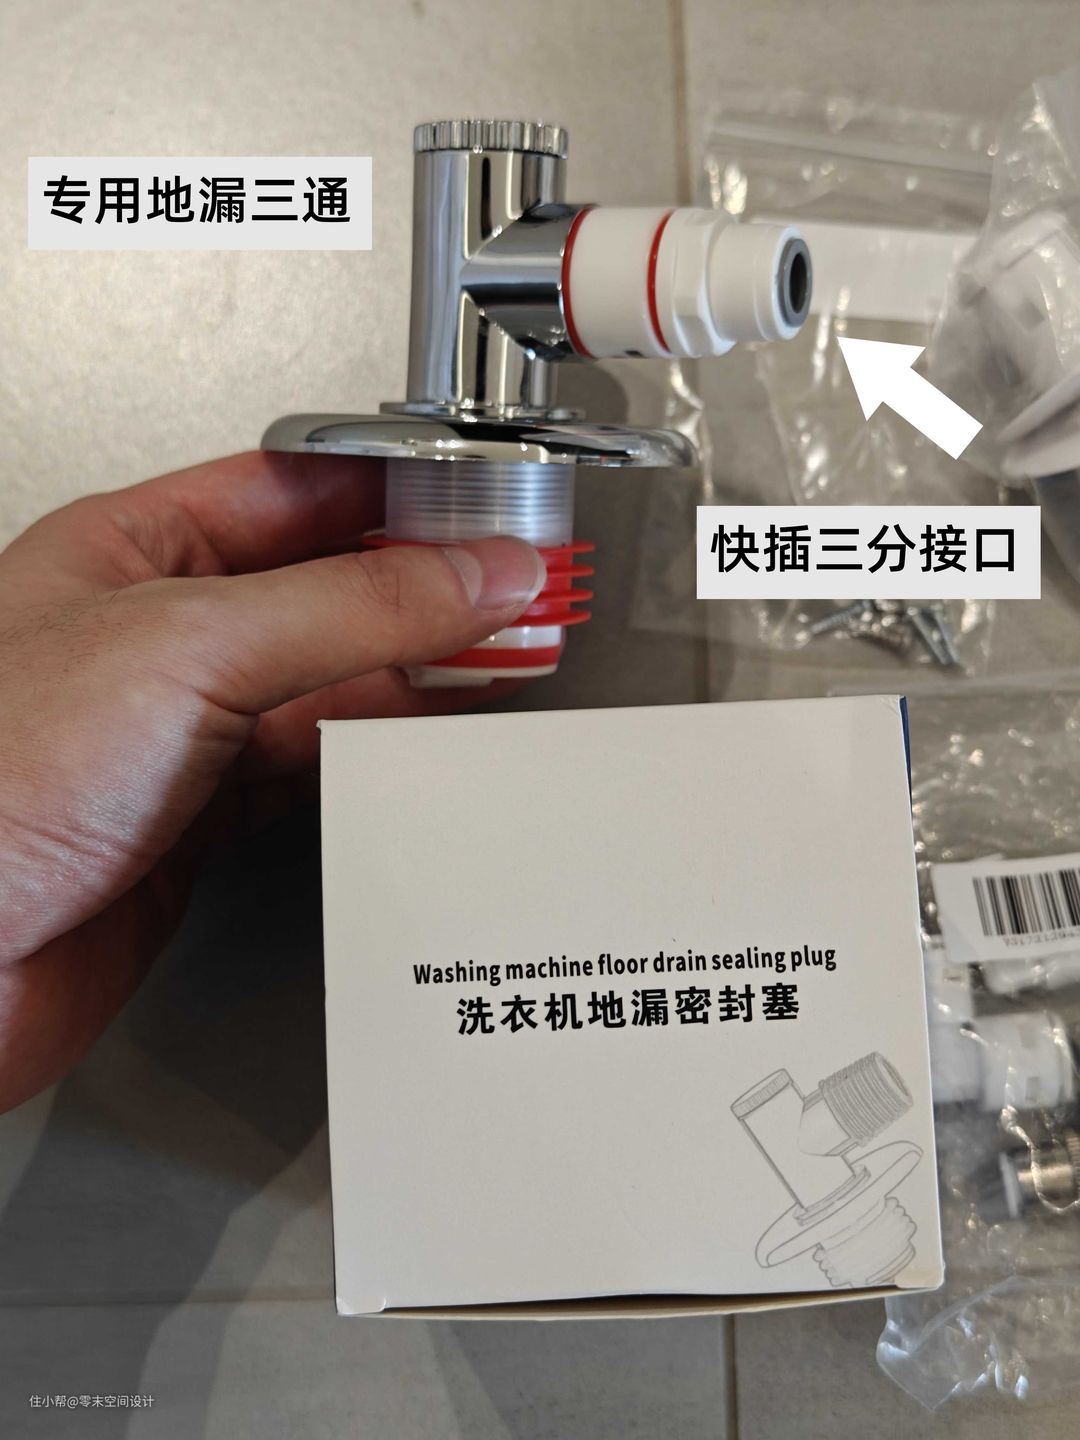 专用地漏三通
快插三分接口
Washing machine floor drain sealing plug
洗衣机地漏密封塞
住小帮@零末空间设计